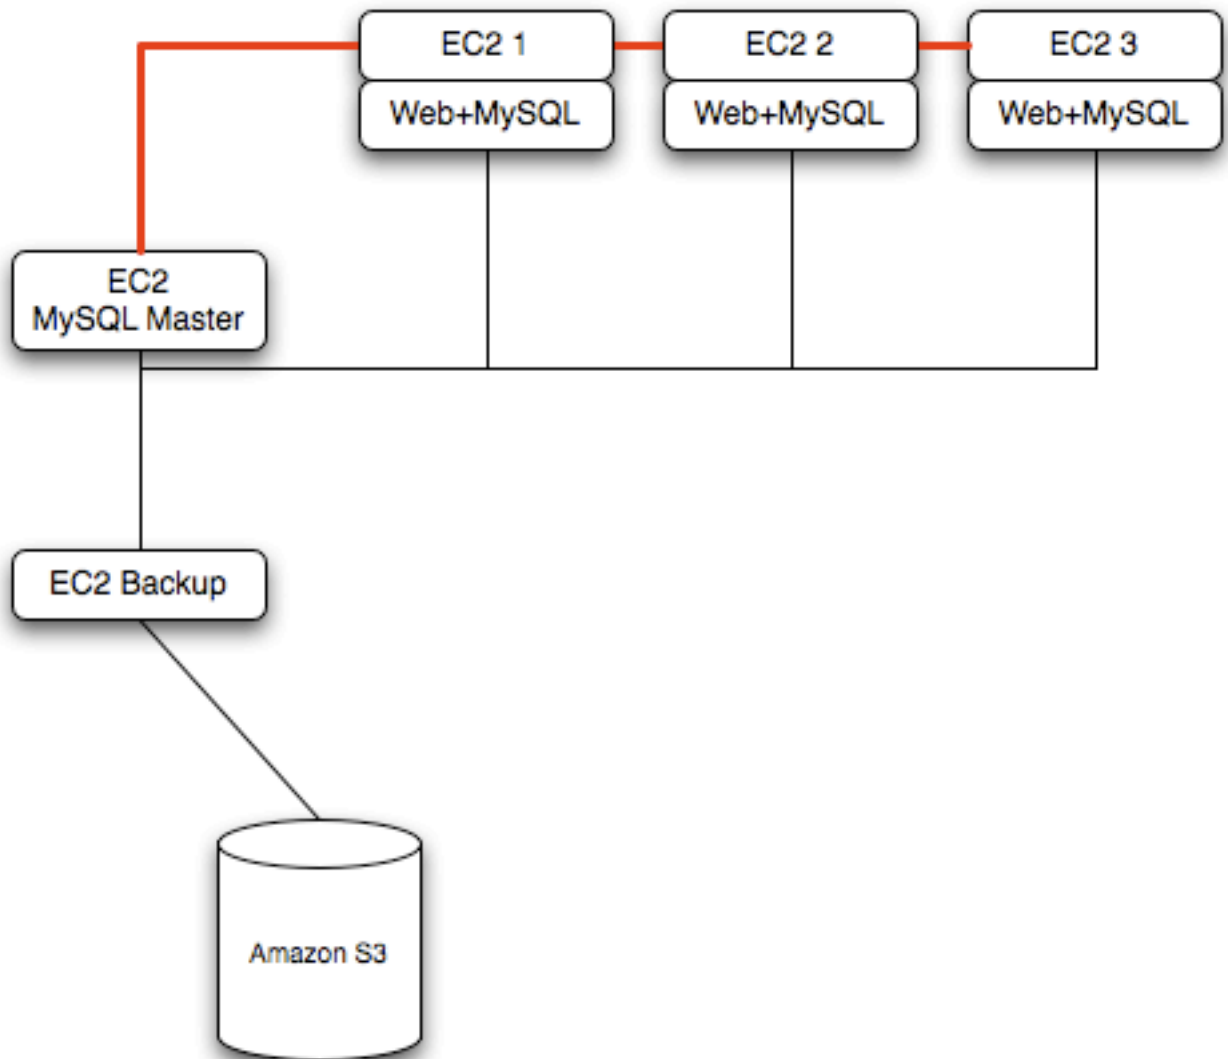 EC2 1
EC2 2
EC2 3
Web+MySQL
Web+MySQL
Web+MySQL
EC2
MySQL Master
EC2 Backup
Amazon S3